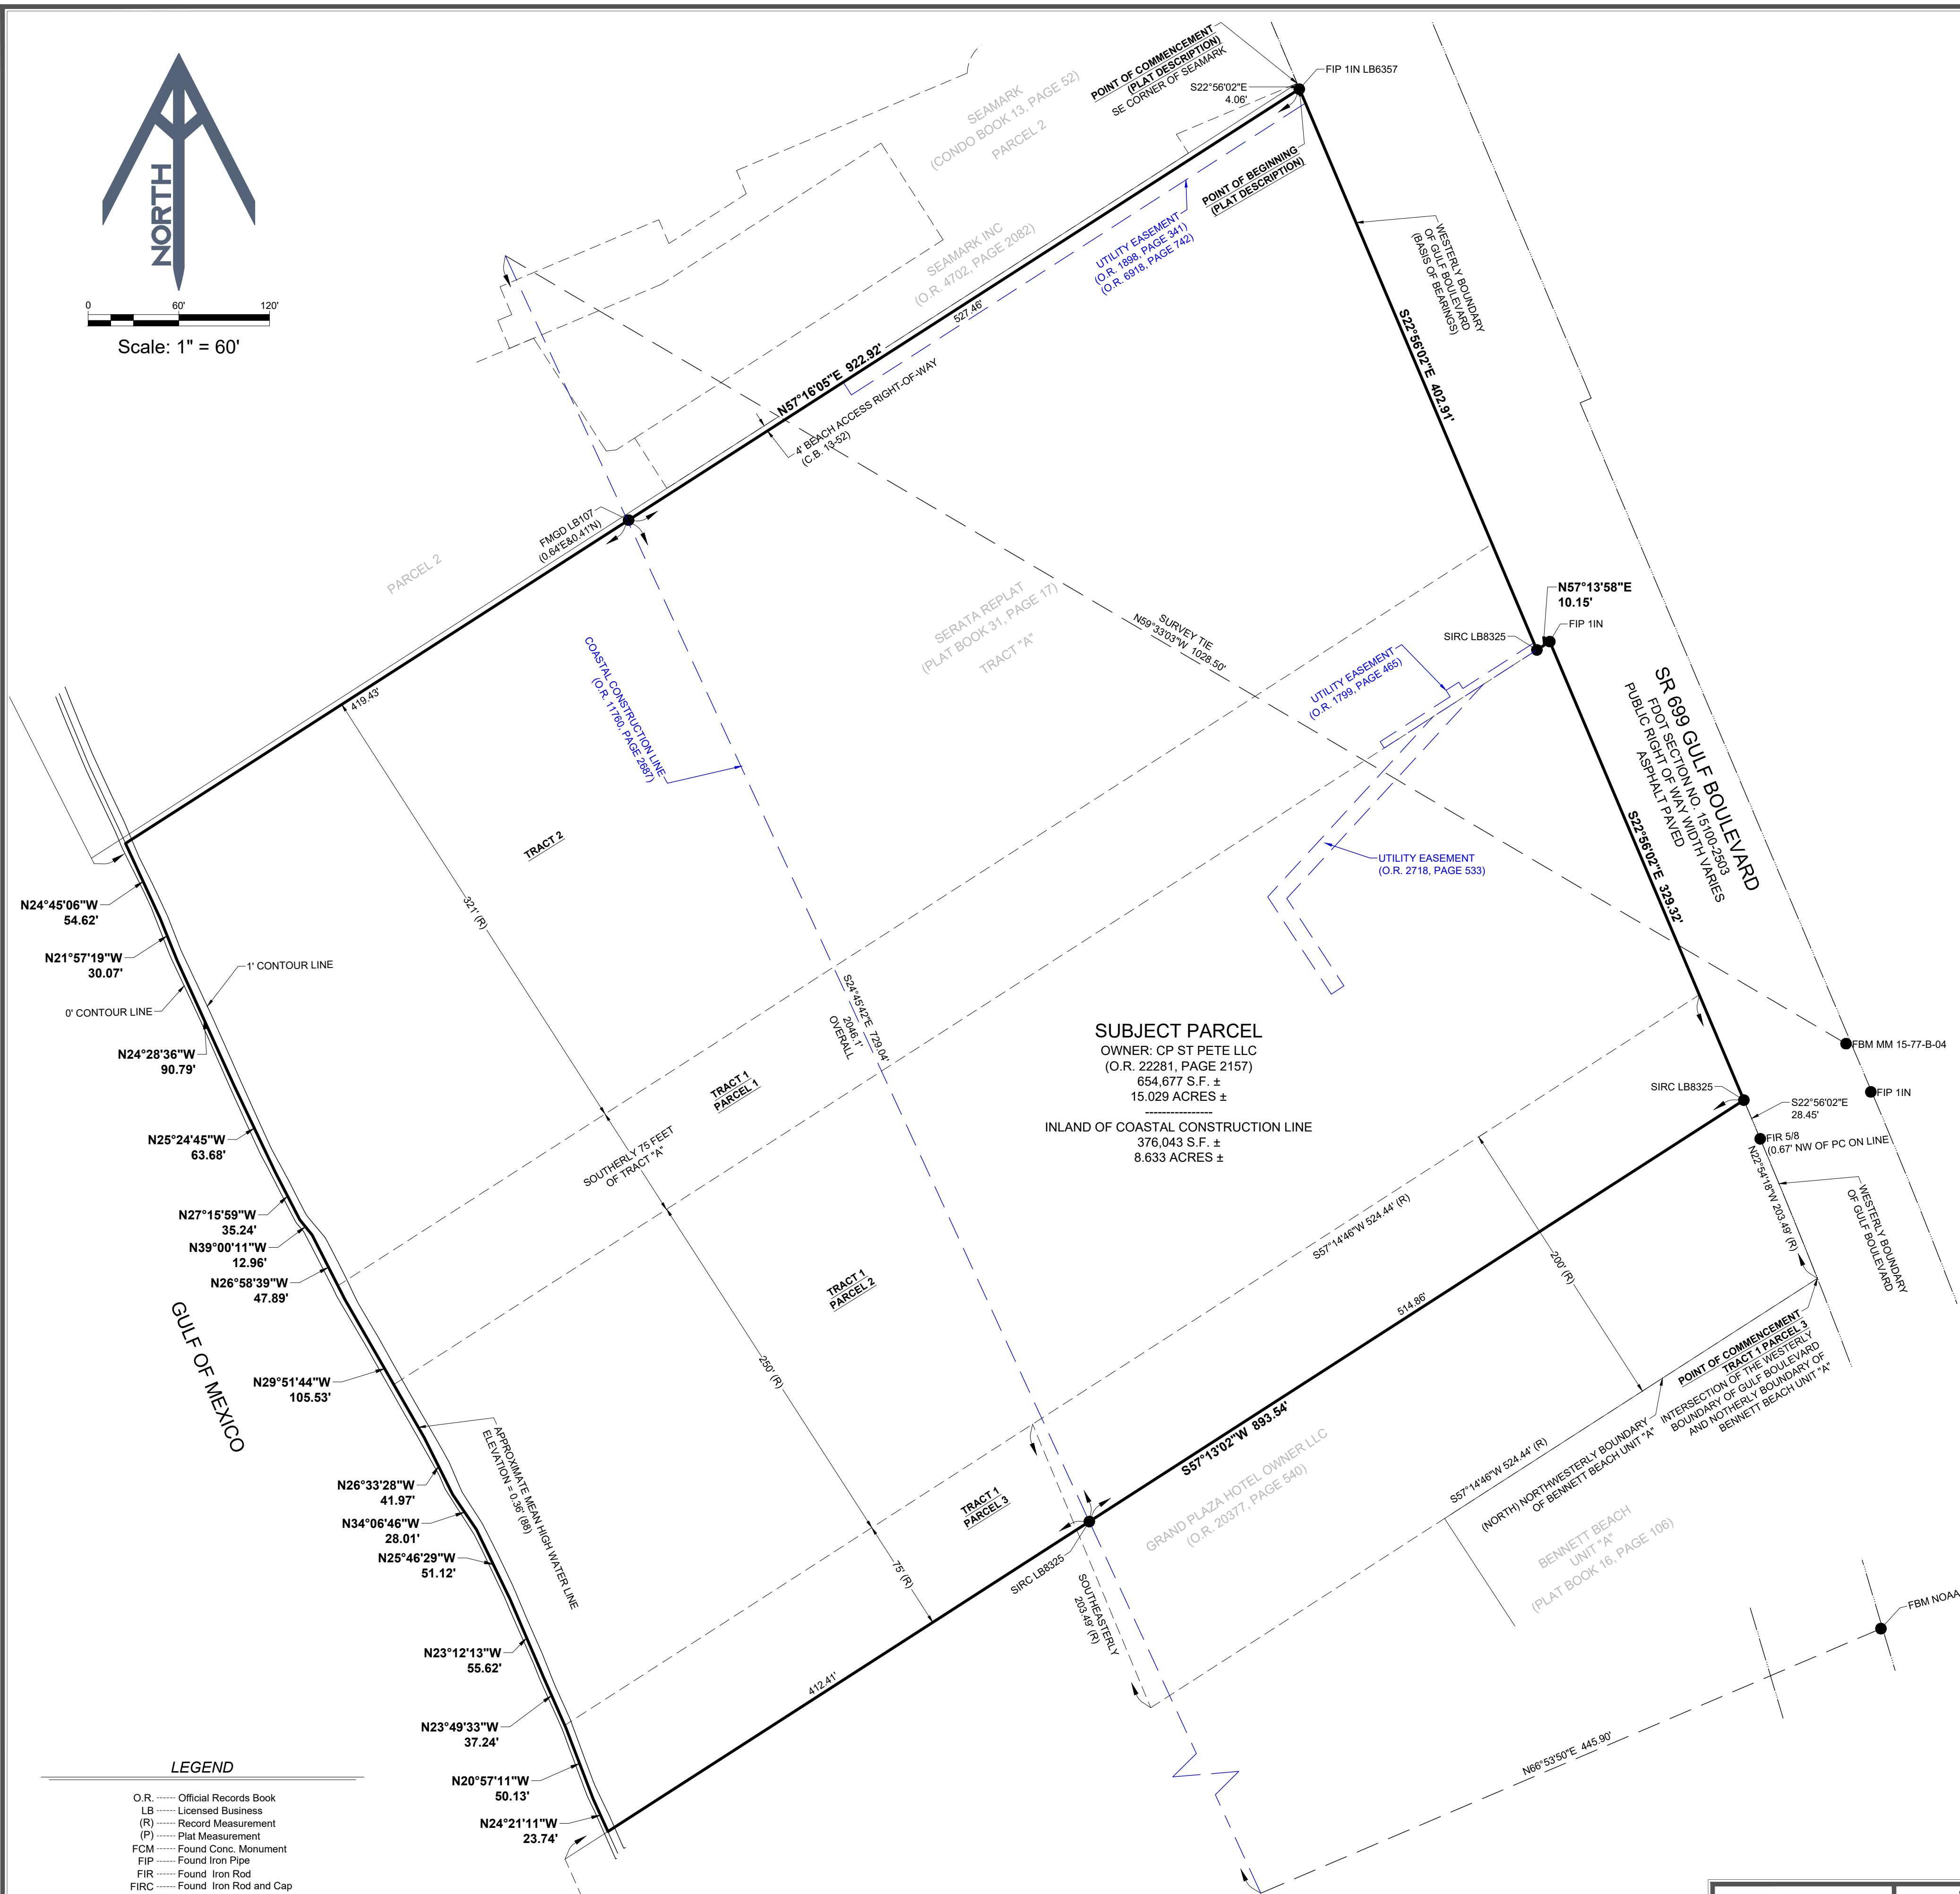 NORTH
0 60' 120'
Scale: 1" = 60'
SEAMARK
(CONDO BOOK 13, PAGE 52)
PARCEL 2
POINT OF COMMENCEMENT
(PLAT DESCRIPTION)
SE CORNER OF SEAMARK
FIP 1IN LB6357
S22°56'02"E
4.06'
POINT OF BEGINNING
(PLAT DESCRIPTION)
SEAMARK INC
(O.R. 4702, PAGE 2082)
UTILITY EASEMENT
(O.R. 1898, PAGE 341)
(O.R. 6918, PAGE 742)
WESTERLY BOUNDARY
OF GULF BOULEVARD
(BASIS OF BEARINGS)
527.46'
N57°16'05"E 922.92'
4' BEACH ACCESS RIGHT-OF-WAY
(C.B. 13-52)
S22°56'02"E 402.91'
FMGD LB107
(0.64'E&0.41'N)
PARCEL 2
SERATA REPLAT
(PLAT BOOK 31, PAGE 17)
TRACT "A"
SURVEY TIE
N59°33'03"W 1028.50'
N57°13'58"E
10.15'
FIP 1IN
SIRC LB8325
UTILITY EASEMENT
(O.R. 1799, PAGE 465)
COASTAL CONSTRUCTION LINE
(O.R. 11760, PAGE 2687)
419.43'
SR 699 GULF BOULEVARD
FDOT SECTION NO. 15100-2503
PUBLIC RIGHT OF WAY WIDTH VARIES
ASPHALT PAVED
TRACT 2
UTILITY EASEMENT
(O.R. 2718, PAGE 533)
S22°56'02"E 329.32'
N24°45'06"W
54.62'
321' (R)
N21°57'19"W
30.07'
1' CONTOUR LINE
0' CONTOUR LINE
N24°28'36"W
90.79'
S24°45'42"E 729.04'
2046.1'
OVERALL
SUBJECT PARCEL
OWNER: CP ST PETE LLC
(O.R. 22281, PAGE 2157)
654,677 S.F. ±
15.029 ACRES ±
----------------
INLAND OF COASTAL CONSTRUCTION LINE
376,043 S.F. ±
8.633 ACRES ±
FBM MM 15-77-B-04
FIP 1IN
SIRC LB8325
S22°56'02"E
28.45'
FIR 5/8
(0.67' NW OF PC ON LINE
N22°54'18"W 203.49' (R)
WESTERLY BOUNDARY
OF GULF BOULEVARD
TRACT 1
PARCEL 1
N25°24'45"W
63.68'
SOUTHERLY 75 FEET
OF TRACT "A"
N27°15'59"W
35.24'
N39°00'11"W
12.96'
N26°58'39"W
47.89'
S57°14'46"W 524.44' (R)
200' (R)
TRACT 1
PARCEL 2
514.86'
GULF OF MEXICO
N29°51'44"W
105.53'
250' (R)
POINT OF COMMENCEMENT
TRACT 1 PARCEL 3
INTERSECTION OF THE WESTERLY
BOUNDARY OF GULF BOULEVARD
AND NOTHERLY BOUNDARY OF
BENNETT BEACH UNIT "A"
APPROXIMATE MEAN HIGH WATER LINE
ELEVATION = 0.36' (88)
S57°13'02"W 893.54'
GRAND PLAZA HOTEL OWNER LLC
(O.R. 20377, PAGE 540)
S57°14'46"W 524.44' (R)
(NORTH) NORTHWESTERLY BOUNDARY
OF BENNETT BEACH UNIT "A"
N26°33'28"W
41.97'
N34°06'46"W
28.01'
N25°46'29"W
51.12'
TRACT 1
PARCEL 3
BENNETT BEACH
UNIT "A"
(PLAT BOOK 16, PAGE 106)
SIRC LB8325
75' (R)
SOUTHEASTERLY
203.49' (R)
FBM NOAA
N23°12'13"W
55.62'
412.41'
N23°49'33"W
37.24'
N66°53'50"E 445.90'
N20°57'11"W
50.13'
N24°21'11"W
23.74'
LEGEND
O.R. ------ Official Records Book
LB ------ Licensed Business
(R) ------ Record Measurement
(P) ------ Plat Measurement
FCM ------ Found Conc. Monument
FIP ------ Found Iron Pipe
FIR ------ Found Iron Rod
FIRC ------ Found Iron Rod and Cap